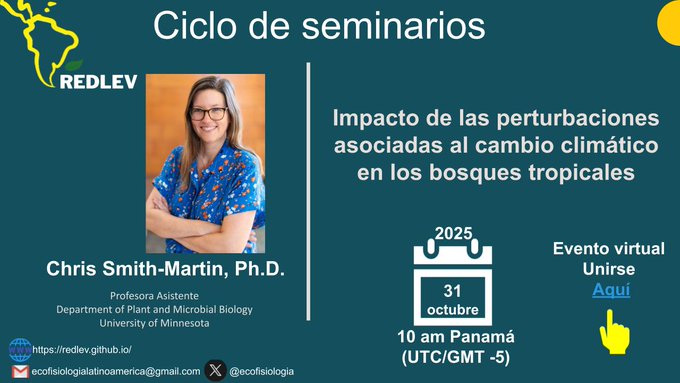 Ciclo de seminarios
REDLEV
Chris Smith-Martin, Ph.D.
Profesora Asistente
Department of Plant and Microbial Biology
University of Minnesota
https://redlev.github.io/
ecofisiologialatinoamerica@gmail.com
@ecofisiologia
Impacto de las perturbaciones
asociadas al cambio climático
en los bosques tropicales
2025
31
octubre
10 am Panamá
(UTC/GMT -5)
Evento virtual
Unirse
Aquí